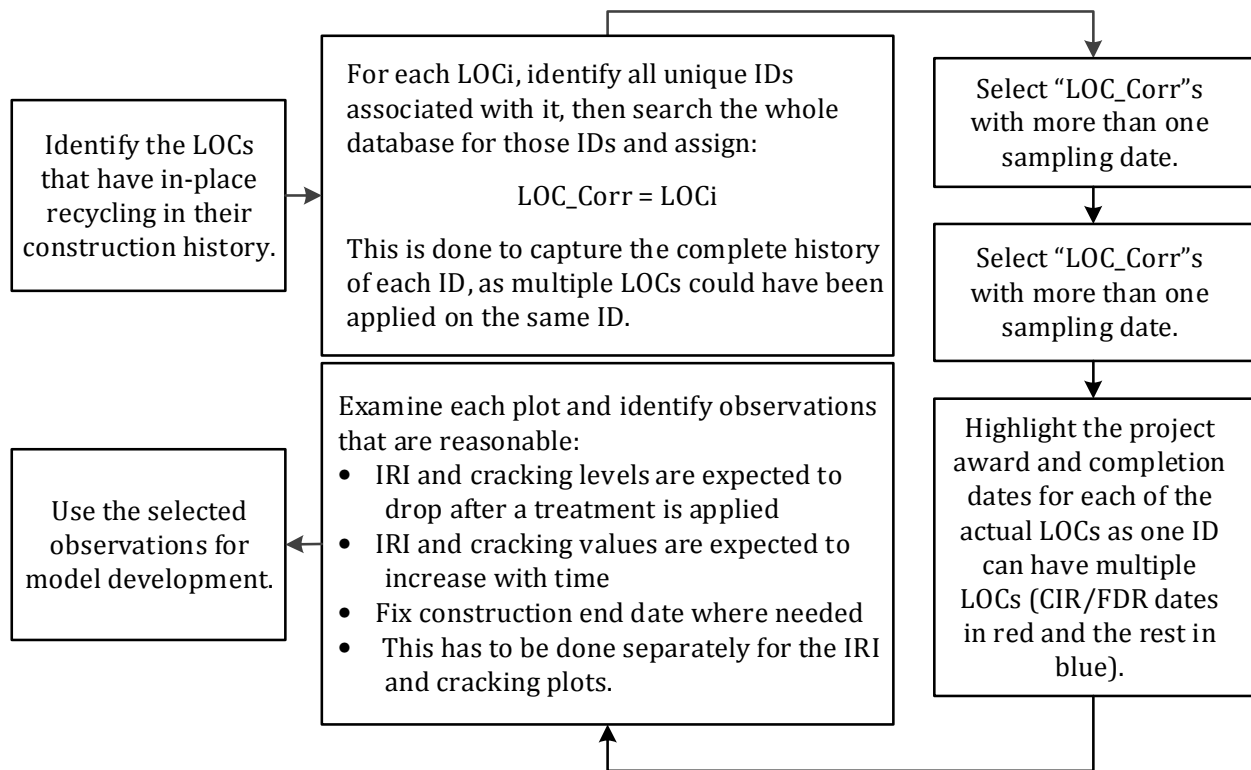 Identify the LOCs
that have in-place
recycling in their
construction history.
For each LOCi, identify all unique IDs
associated with it, then search the whole
database for those IDs and assign:
LOC_Corr = LOCi
This is done to capture the complete history
of each ID, as multiple LOCs could have been
applied on the same ID.
Select “LOC_Corr”s
with more than one
sampling date.
Select “LOC_Corr”s
with more than one
sampling date.
Highlight the project
award and completion
dates for each of the
actual LOCs as one ID
can have multiple
LOCs (CIR/FDR dates
in red and the rest in
blue).
Examine each plot and identify observations
that are reasonable:
• IRI and cracking levels are expected to
drop after a treatment is applied
• IRI and cracking values are expected to
increase with time
• Fix construction end date where needed
• This has to be done separately for the IRI
and cracking plots.
Use the selected
observations for
model development.